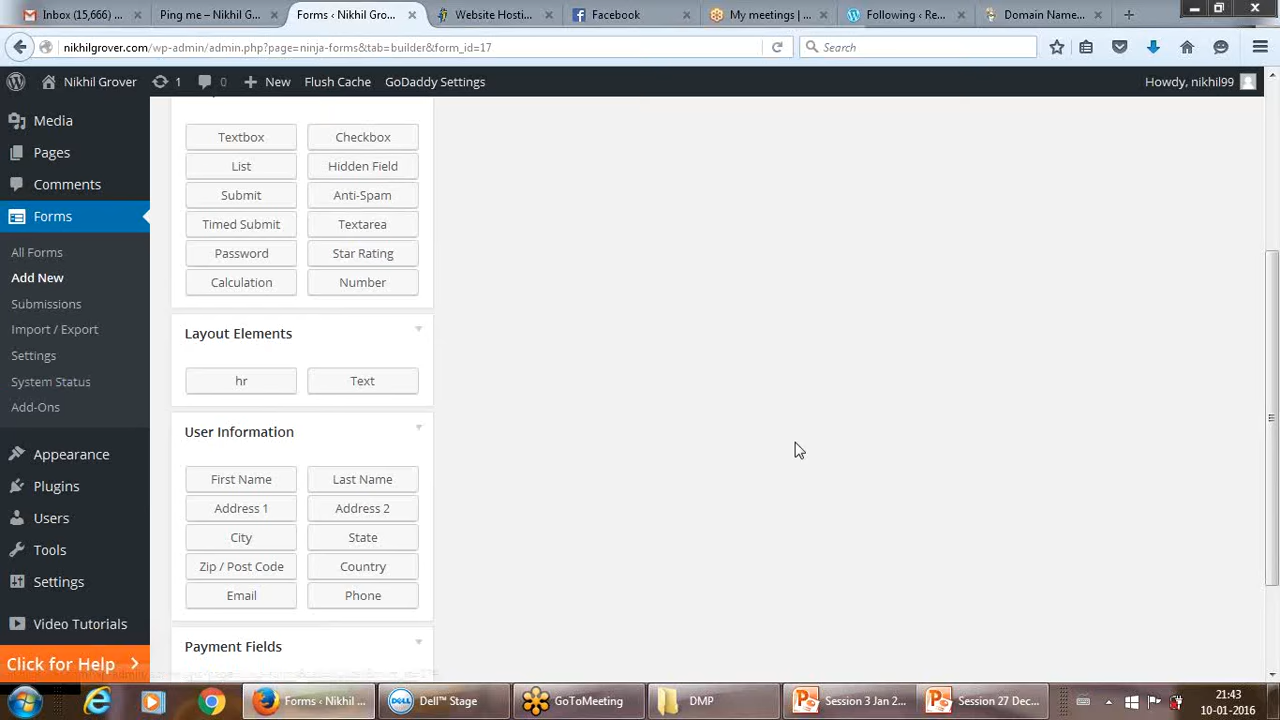 Inbox (15,666) ...
Ping me – Nikhil G...
Forms ‹ Nikhil Gro...
Website Hosti...
Facebook
My meetings | ...
Following ‹ Re...
Domain Name...
nikhilgrover.com/wp-admin/admin.php?page=ninja-forms&tab=builder&form_id=17
Search
Nikhil Grover
1
0
New
Flush Cache
GoDaddy Settings
Howdy, nikhil99
Media
Pages
Comments
Forms
All Forms
Add New
Submissions
Import / Export
Settings
System Status
Add-Ons
Appearance
Plugins
Users
Tools
Settings
Video Tutorials
Click for Help
Textbox
Checkbox
List
Hidden Field
Submit
Anti-Spam
Timed Submit
Textarea
Password
Star Rating
Calculation
Number
Layout Elements
hr
Text
User Information
First Name
Last Name
Address 1
Address 2
City
State
Zip / Post Code
Country
Email
Phone
Payment Fields
Forms ‹ Nikhil ...
Dell™ Stage
GoToMeeting
DMP
Session 3 Jan 2...
Session 27 Dec...
21:43
10-01-2016